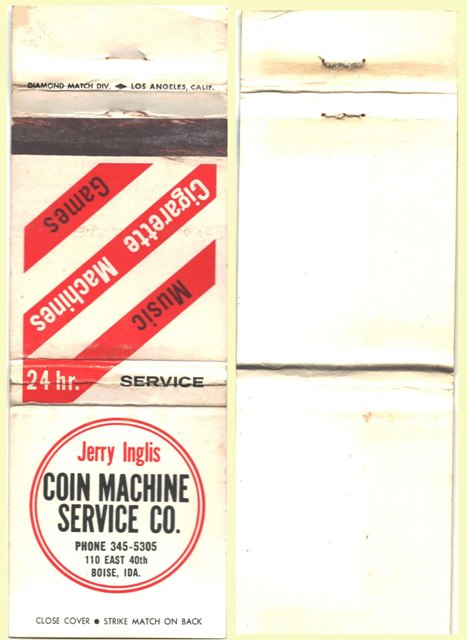 DIAMOND MATCH DIV. LOS ANGELES, CALIF.
Games
Cigarette Machines
Music
24 hr. SERVICE
Jerry Inglis
COIN MACHINE
SERVICE CO.
PHONE 345-5305
110 EAST 40th
BOISE, IDA.
CLOSE COVER ● STRIKE MATCH ON BACK